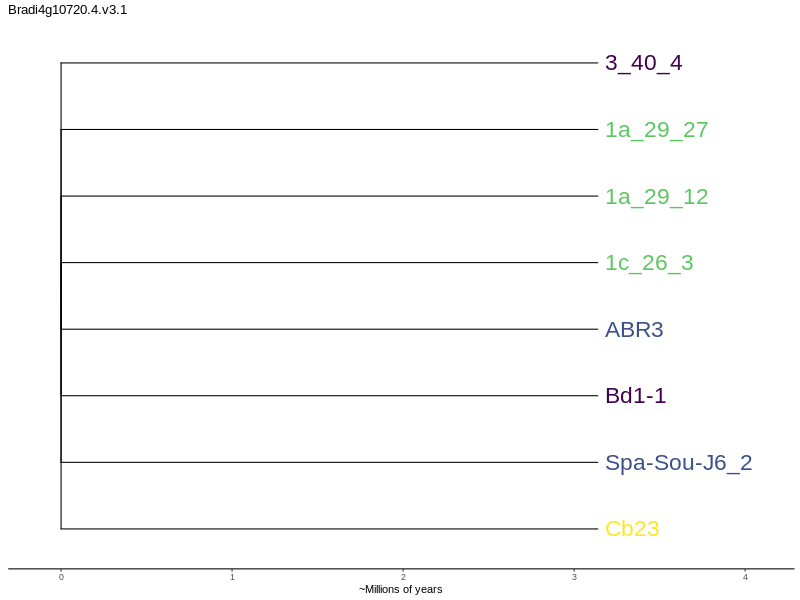 Bradi4g10720.4.v3.1
3_40_4
1a_29_27
1a_29_12
1c_26_3
ABR3
Bd1-1
Spa-Sou-J6_2
Cb23
0 1 2 3 4
~Millions of years